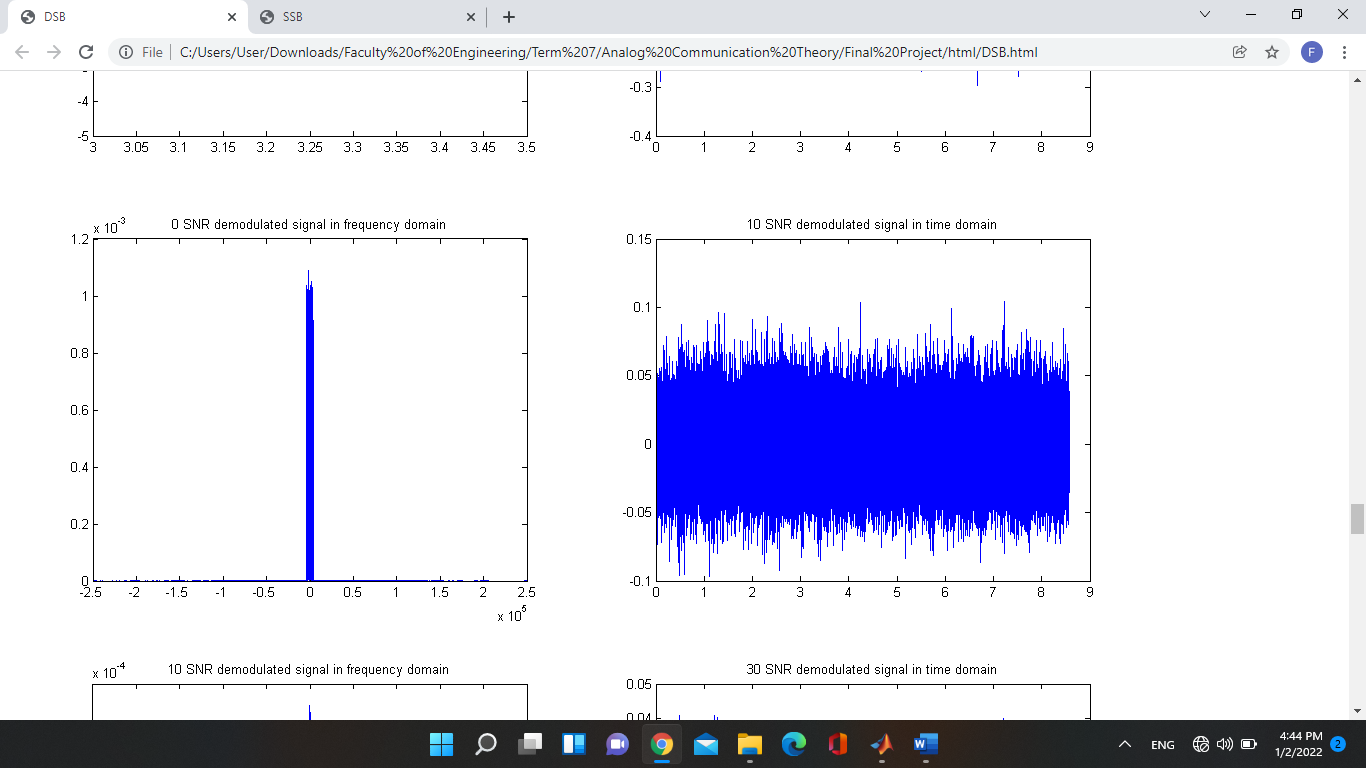 DSB
SSB
File
C:/Users/User/Downloads/Faculty%20of%20Engineering/Term%207/Analog%20Communication%20Theory/Final%20Project/html/DSB.html
F
-4
-5
3 3.05 3.1 3.15 3.2 3.25 3.3 3.35 3.4 3.45 3.5
-0.3
-0.4
0 1 2 3 4 5 6 7 8 9
x 10-3
0 SNR demodulated signal in frequency domain
1.2
1
0.8
0.6
0.4
0.2
0
-2.5 -2 -1.5 -1 -0.5 0 0.5 1 1.5 2 2.5
x 105
10 SNR demodulated signal in time domain
0.15
0.1
0.05
0
-0.05
-0.1
0 1 2 3 4 5 6 7 8 9
x 10-4
10 SNR demodulated signal in frequency domain
30 SNR demodulated signal in time domain
0.05
0.04
ENG
4:44 PM
1/2/2022
2